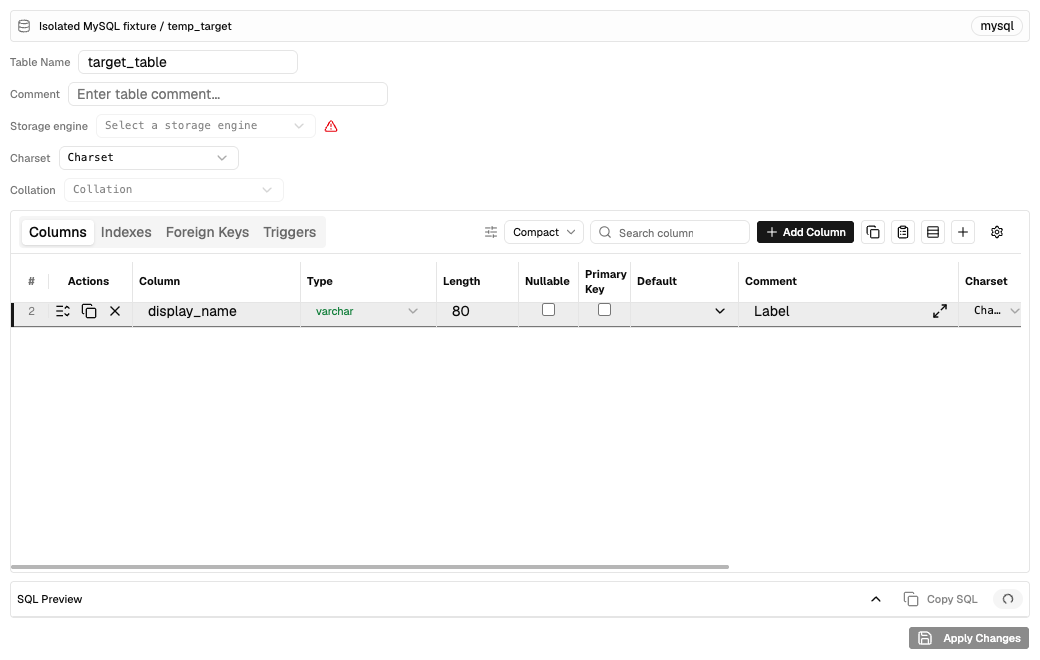 Isolated MySQL fixture / temp_target
mysql
Table Name target_table
Comment Enter table comment...
Storage engine Select a storage engine
Charset Charset
Collation Collation
Columns Indexes Foreign Keys Triggers Compact Search column Add Column
# Actions Column Type Length Nullable Primary Key Default Comment Charset
2 display_name varchar 80 Label Cha...
SQL Preview Copy SQL
Apply Changes